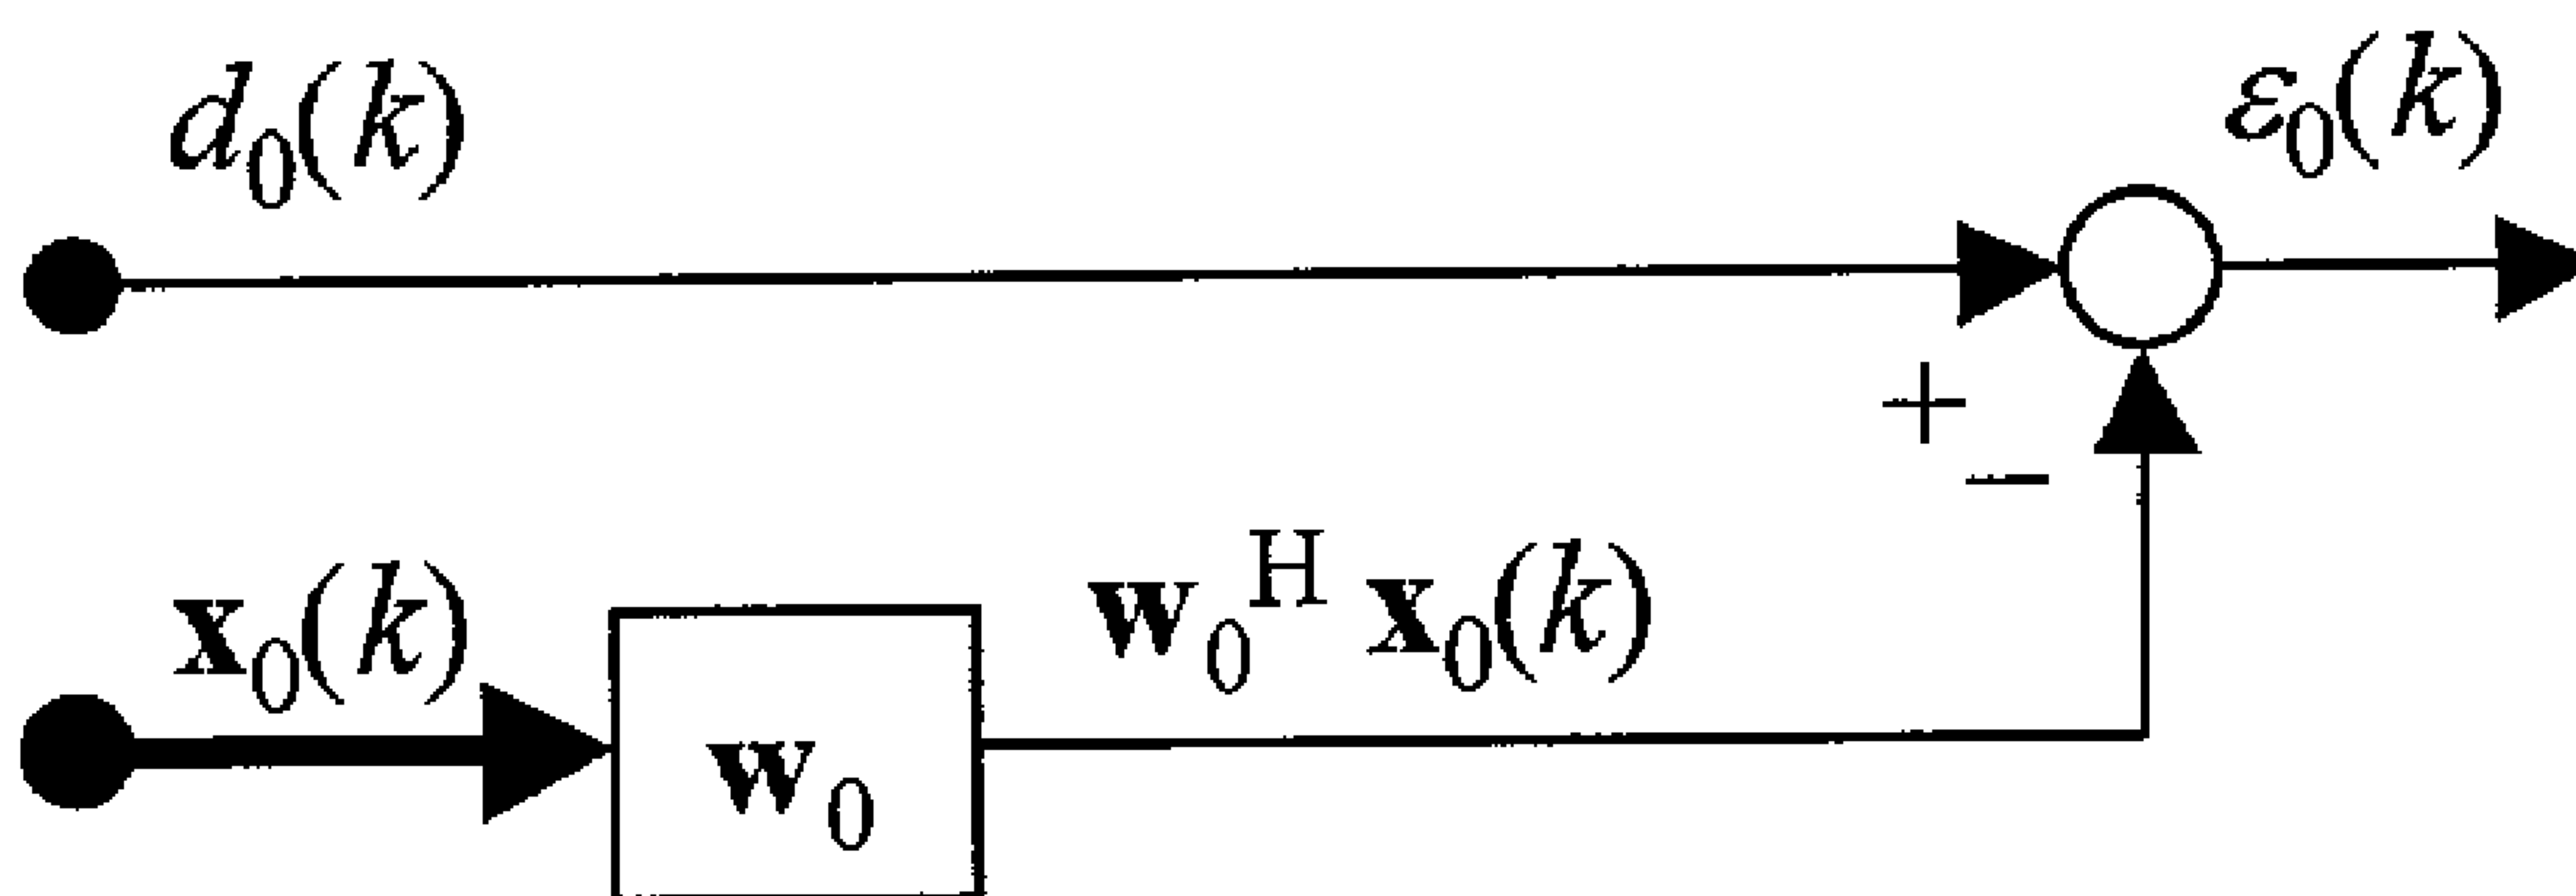 d₀(k)
ε₀(k)
+
−
x₀(k)
w₀ᴴ x₀(k)
w₀